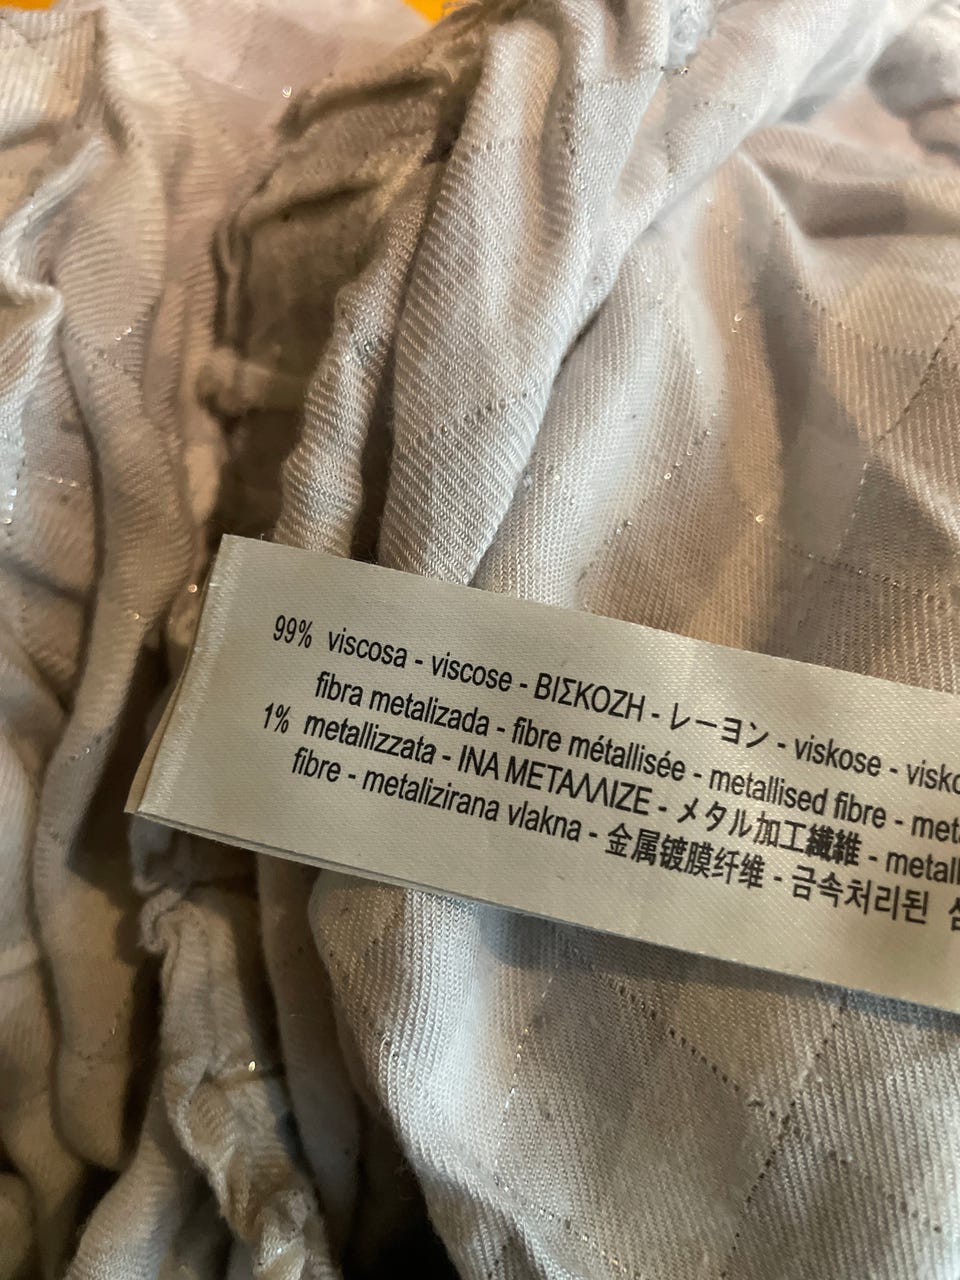 99% viscosa - viscose - ΒΙΣΚΟΖΗ - レーヨン - viskose -
fibra metalizada - fibre métallisée - metallised fibre -
1% metallizzata - ΙΝΑ ΜΕΤΑΛΛΙΖΕ - メタル加工繊維 -
fibre - metalizirana vlakna - 金属镀膜纤维 - 금속처리된